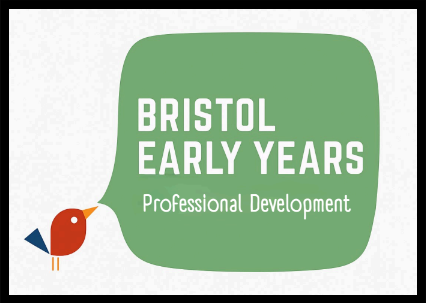 BRISTOL
EARLY YEARS
Professional Development